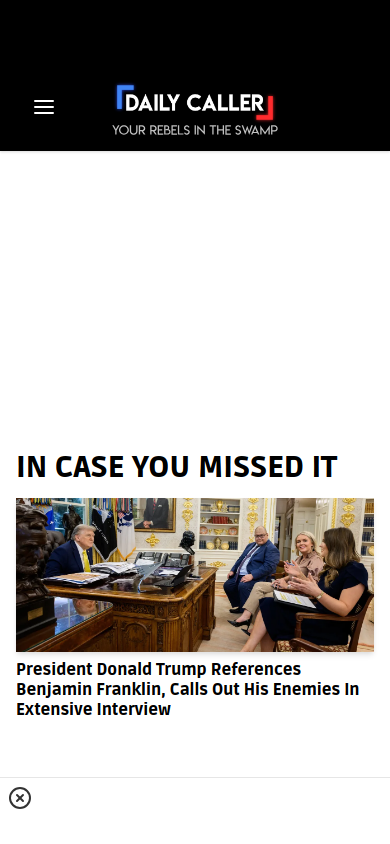 DAILY CALLER
YOUR REBELS IN THE SWAMP
IN CASE YOU MISSED IT
President Donald Trump References
Benjamin Franklin, Calls Out His Enemies In
Extensive Interview